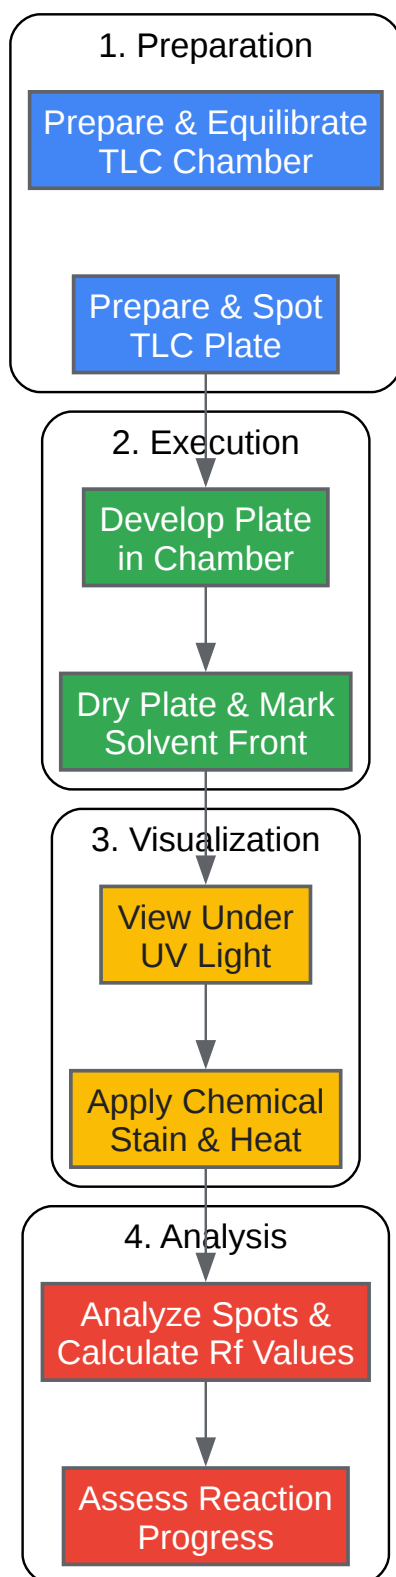 1. Preparation
Prepare & Equilibrate
TLC Chamber
Prepare & Spot
TLC Plate
2. Execution
Develop Plate
in Chamber
Dry Plate & Mark
Solvent Front
3. Visualization
View Under
UV Light
Apply Chemical
Stain & Heat
4. Analysis
Analyze Spots &
Calculate Rf Values
Assess Reaction
Progress